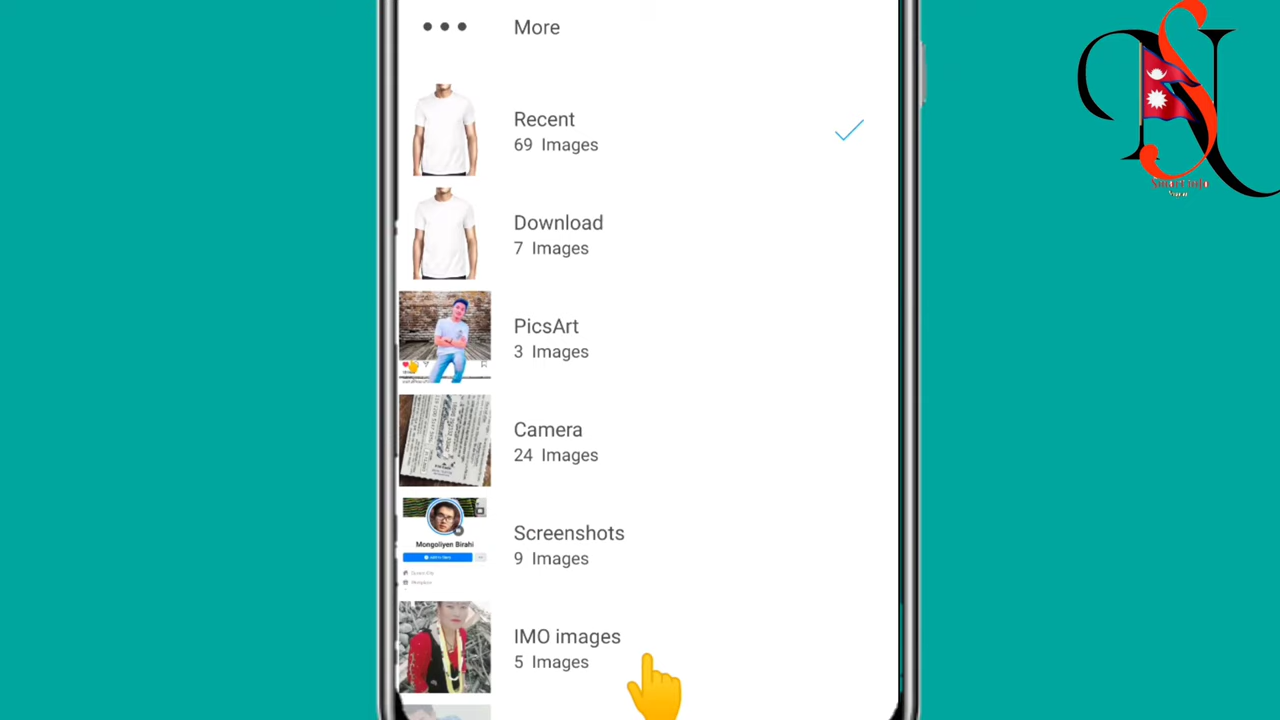 More
Recent
69 Images
Download
7 Images
PicsArt
3 Images
Camera
24 Images
Screenshots
9 Images
Mongoliyen Birahi
IMO images
5 Images